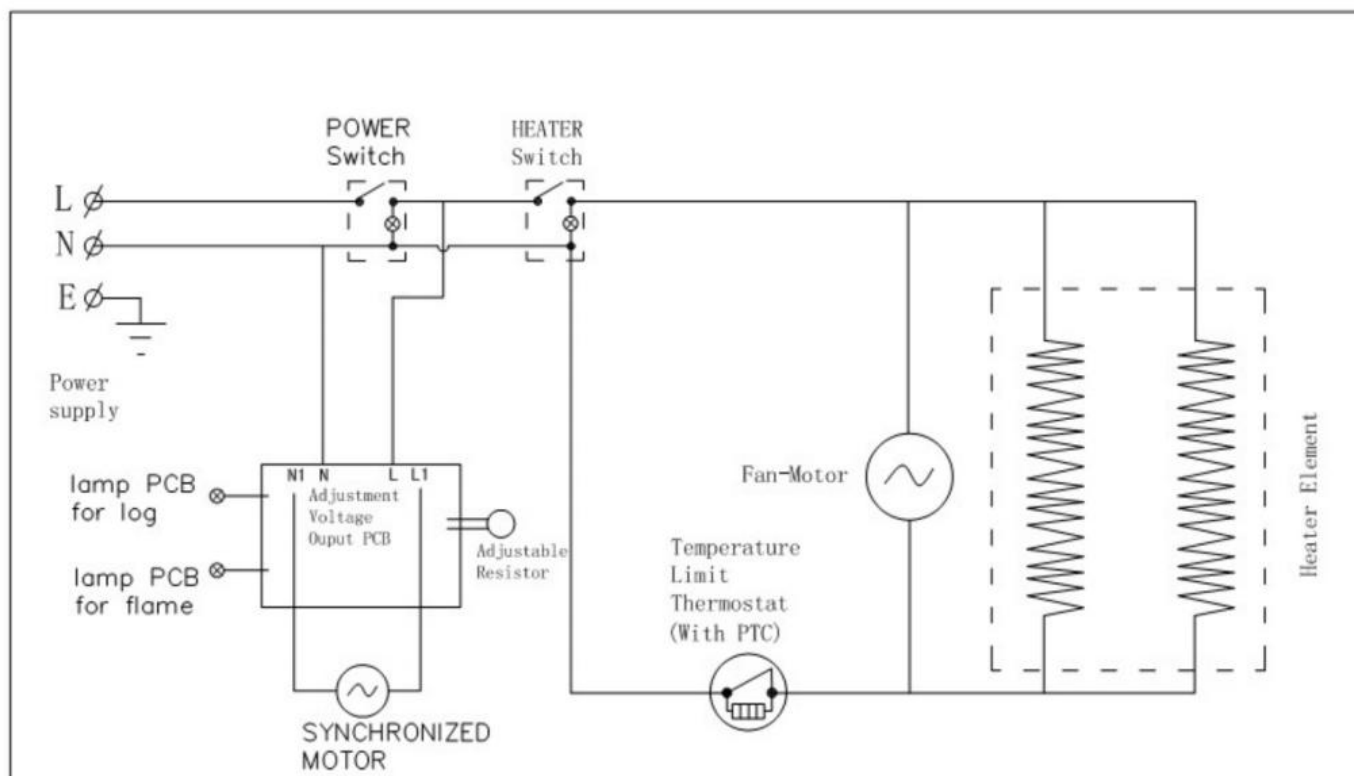 POWER
Switch
HEATER
Switch
L
N
E
Power
supply
lamp PCB
for log
lamp PCB
for flame
N1 N L L1
Adjustment
Voltage
Ouput PCB
Adjustable
Resistor
SYNCHRONIZED
MOTOR
Fan-Motor
Temperature
Limit
Thermostat
(With PTC)
Heater Element